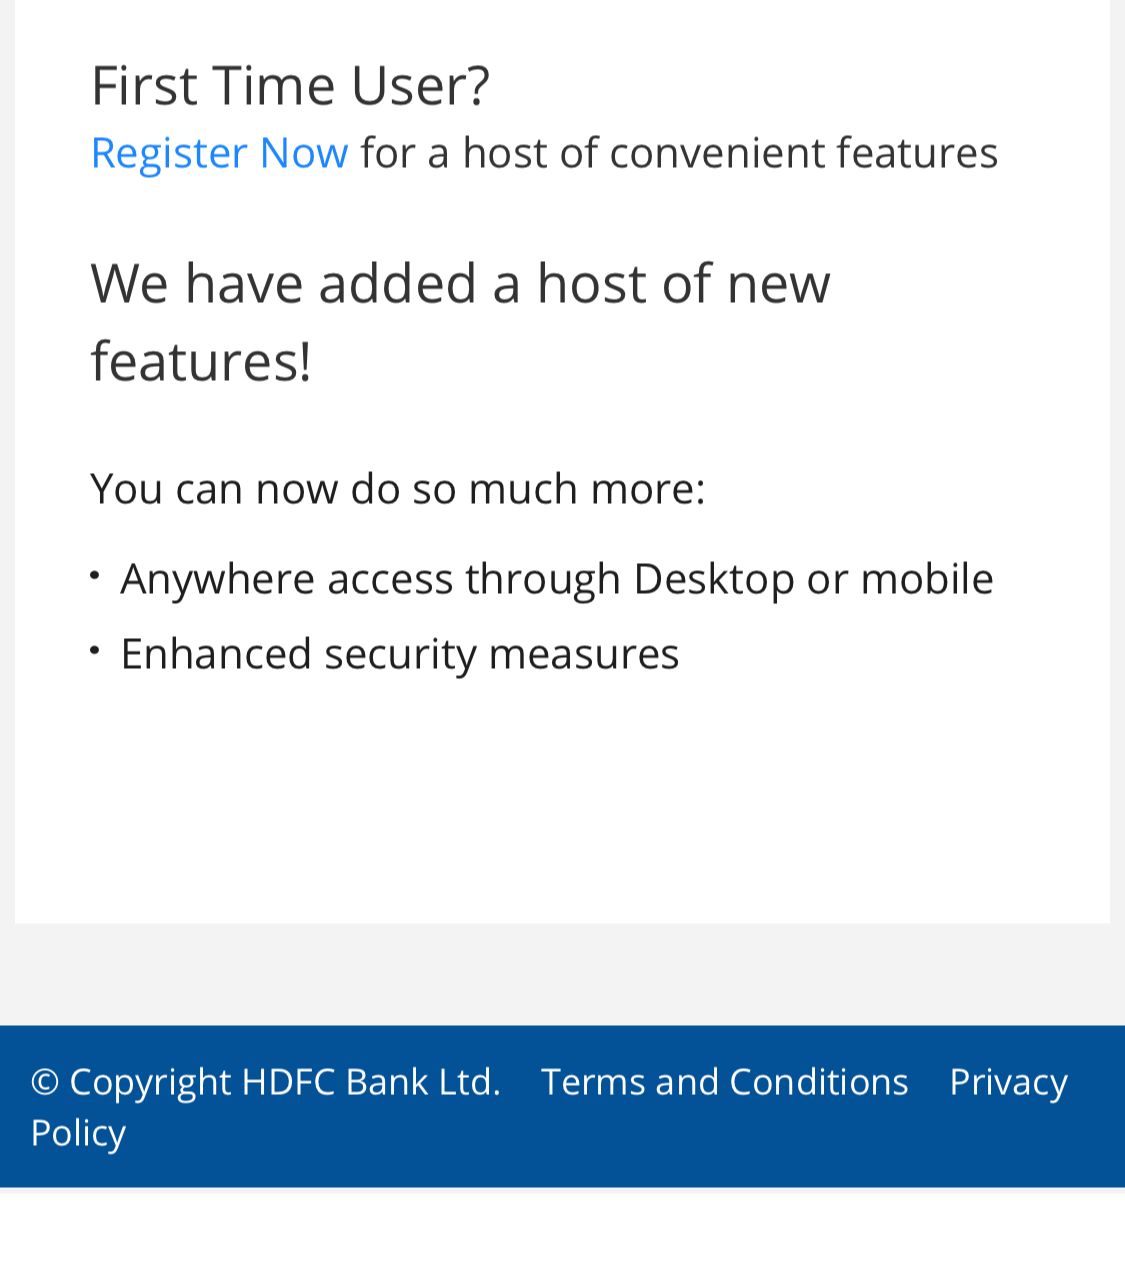 First Time User?
Register Now for a host of convenient features
We have added a host of new
features!
You can now do so much more:
• Anywhere access through Desktop or mobile
• Enhanced security measures
© Copyright HDFC Bank Ltd. Terms and Conditions Privacy
Policy